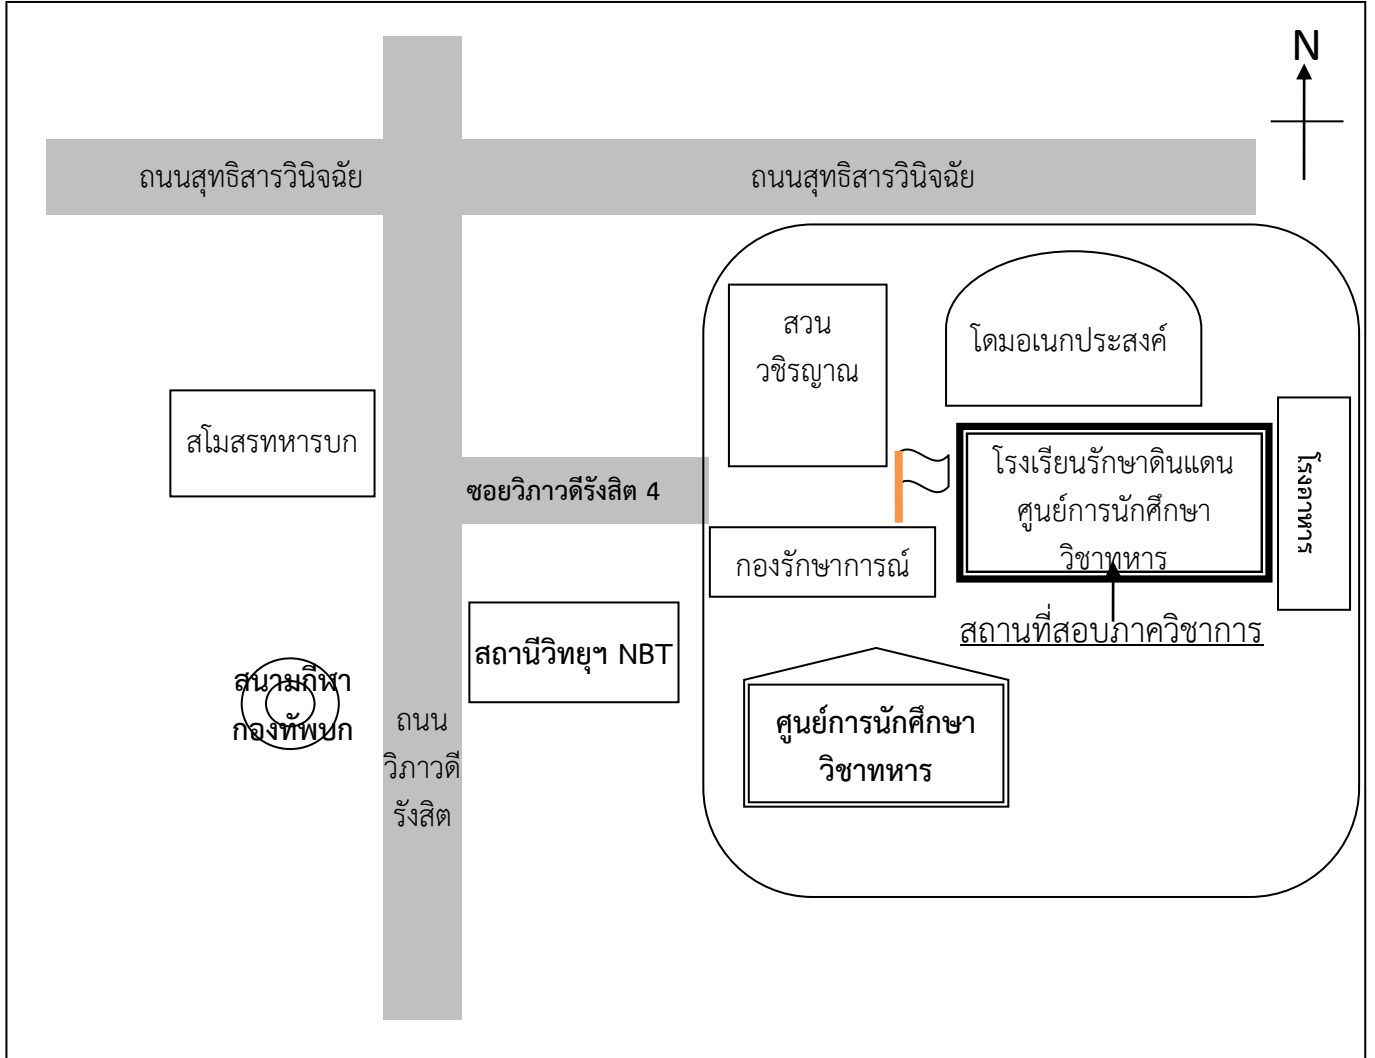 N
ถนนสุทธิสารวินิจฉัย
ถนนสุทธิสารวินิจฉัย
สวน
วชิรญาณ
โดมอเนกประสงค์
สโมสรทหารบก
ซอยวิภาวดีรังสิต 4
โรงเรียนรักษาดินแดน
ศูนย์การนักศึกษา
วิชาทหาร
โรงอาหาร
กองรักษาการณ์
สถานที่สอบภาควิชาการ
สถานีวิทยุฯ NBT
สนามกีฬา
กองทัพบก
ถนน
วิภาวดี
รังสิต
ศูนย์การนักศึกษา
วิชาทหาร